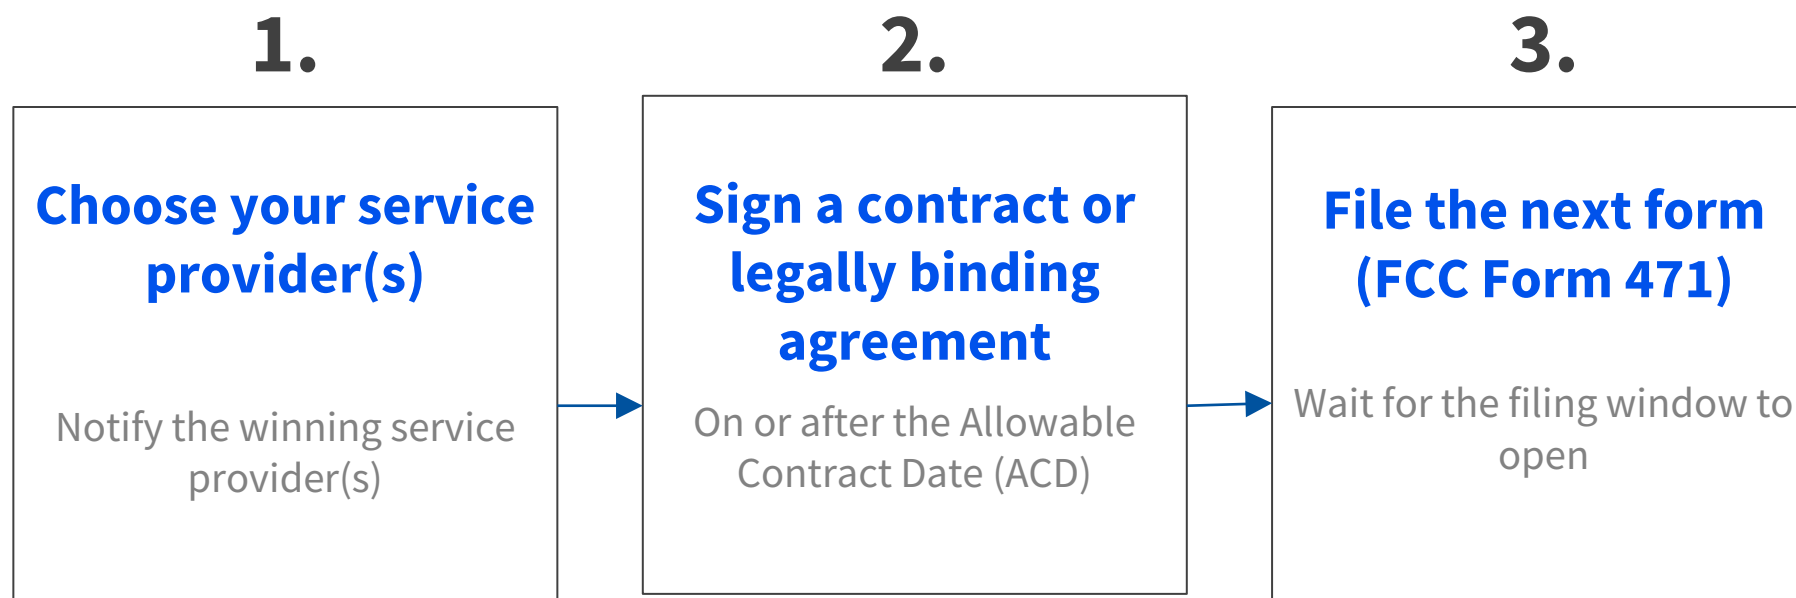 1.
Choose your service
provider(s)
Notify the winning service
provider(s)
2.
Sign a contract or
legally binding
agreement
On or after the Allowable
Contract Date (ACD)
3.
File the next form
(FCC Form 471)
Wait for the filing window to
open